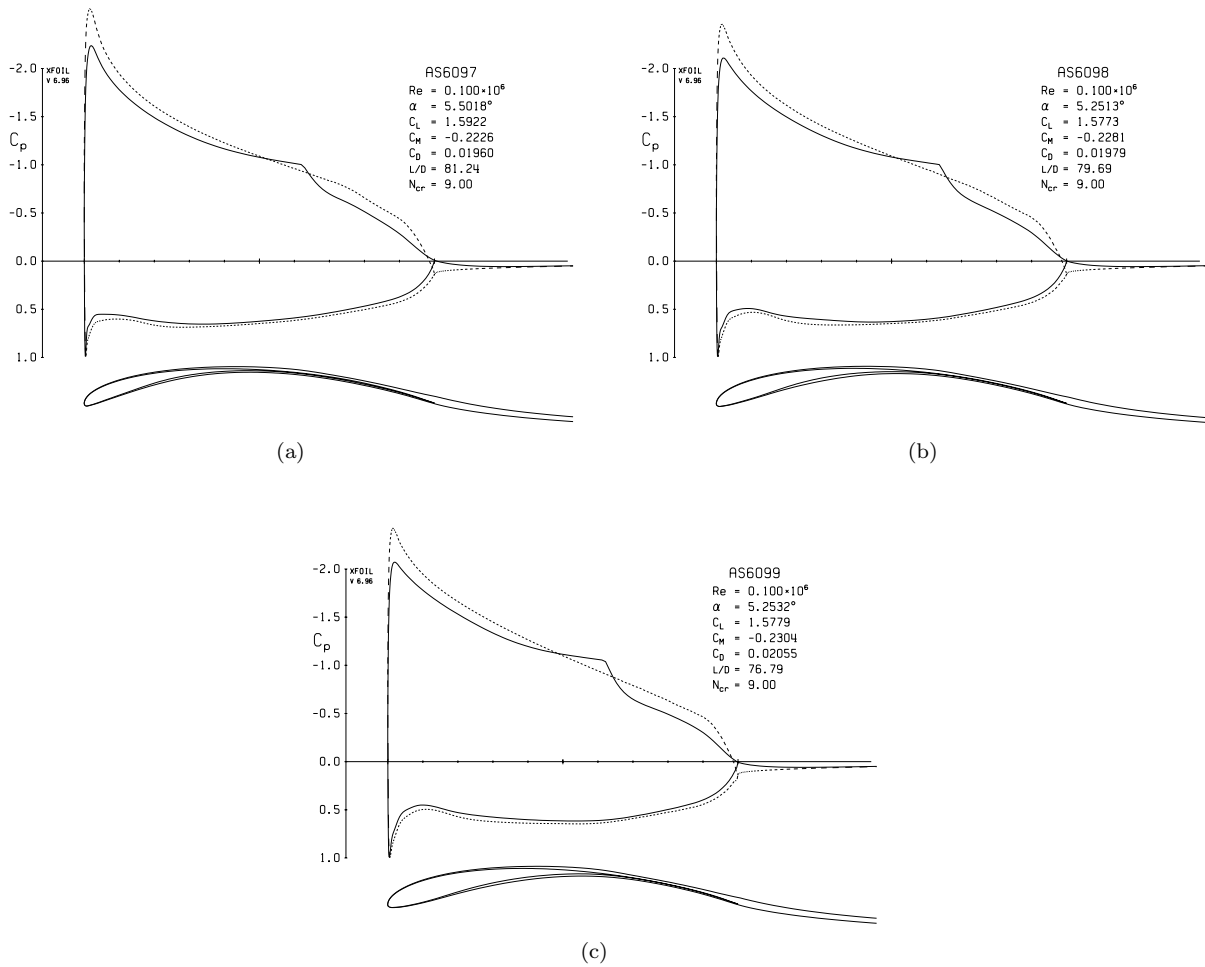 XFOIL
V 6.96
-2.0
-1.5
-1.0
-0.5
0.0
0.5
1.0
Cp
AS6097
Re = 0.100×10⁶
α = 5.5018°
CL = 1.5922
CM = -0.2226
CD = 0.01960
L/D = 81.24
Ncr = 9.00
(a)
XFOIL
V 6.96
-2.0
-1.5
-1.0
-0.5
0.0
0.5
1.0
Cp
AS6098
Re = 0.100×10⁶
α = 5.2513°
CL = 1.5773
CM = -0.2281
CD = 0.01979
L/D = 79.69
Ncr = 9.00
(b)
XFOIL
V 6.96
-2.0
-1.5
-1.0
-0.5
0.0
0.5
1.0
Cp
AS6099
Re = 0.100×10⁶
α = 5.2532°
CL = 1.5779
CM = -0.2304
CD = 0.02055
L/D = 76.79
Ncr = 9.00
(c)